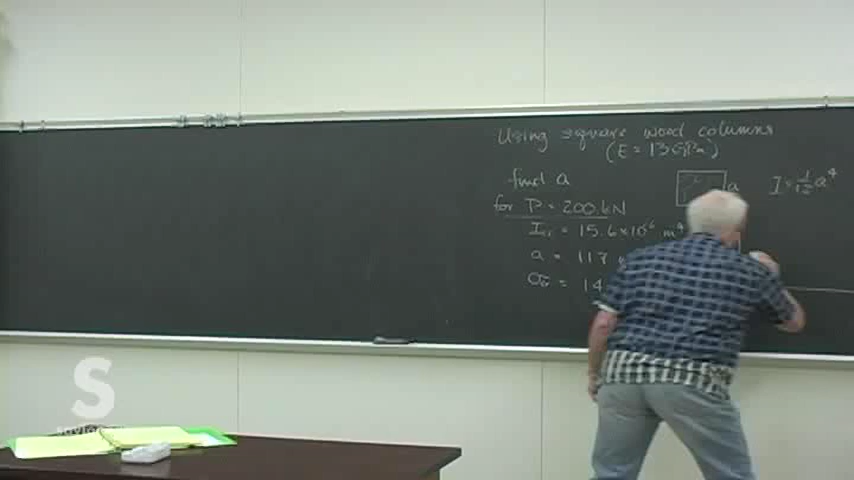 Using square wood columns
(E = 13 GPa)
find a
a
I = 1/12 a⁴
for P = 200 kN
= 15.6 × 10⁻⁶ m⁴
a = 117
σ = 14
S